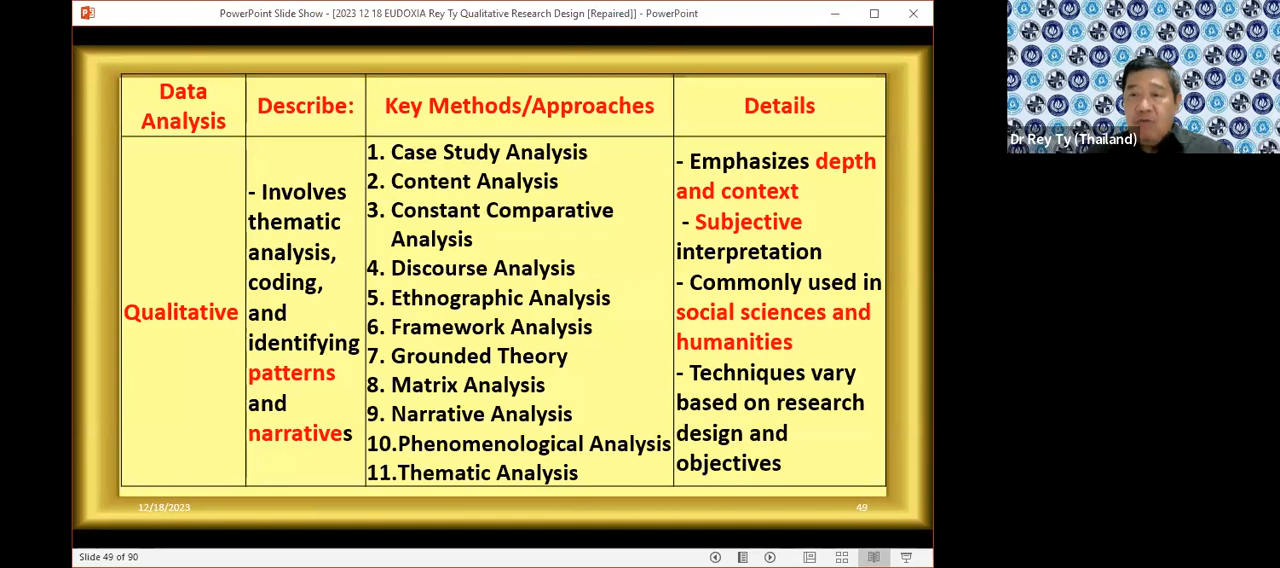 PowerPoint Slide Show - [2023 12 18 EUDOXIA Rey Ty Qualitative Research Design [Repaired]] - PowerPoint
Data
Analysis
Describe:
Key Methods/Approaches
Details
Qualitative
- Involves
thematic
analysis,
coding,
and
identifying
patterns
and
narratives
1. Case Study Analysis
2. Content Analysis
3. Constant Comparative
Analysis
4. Discourse Analysis
5. Ethnographic Analysis
6. Framework Analysis
7. Grounded Theory
8. Matrix Analysis
9. Narrative Analysis
10.Phenomenological Analysis
11.Thematic Analysis
- Emphasizes depth
and context
- Subjective
interpretation
- Commonly used in
social sciences and
humanities
- Techniques vary
based on research
design and
objectives
12/18/2023
49
Slide 49 of 90
Dr Rey Ty (Thailand)